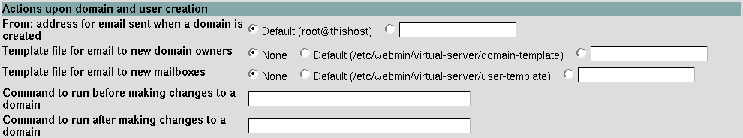 Actions upon domain and user creation
From: address for email sent when a domain is created
Default (root@thishost)
Template file for email to new domain owners
None Default (/etc/webmin/virtual-server/domain-template)
Template file for email to new mailboxes
None Default (/etc/webmin/virtual-server/user-template)
Command to run before making changes to a domain
Command to run after making changes to a domain